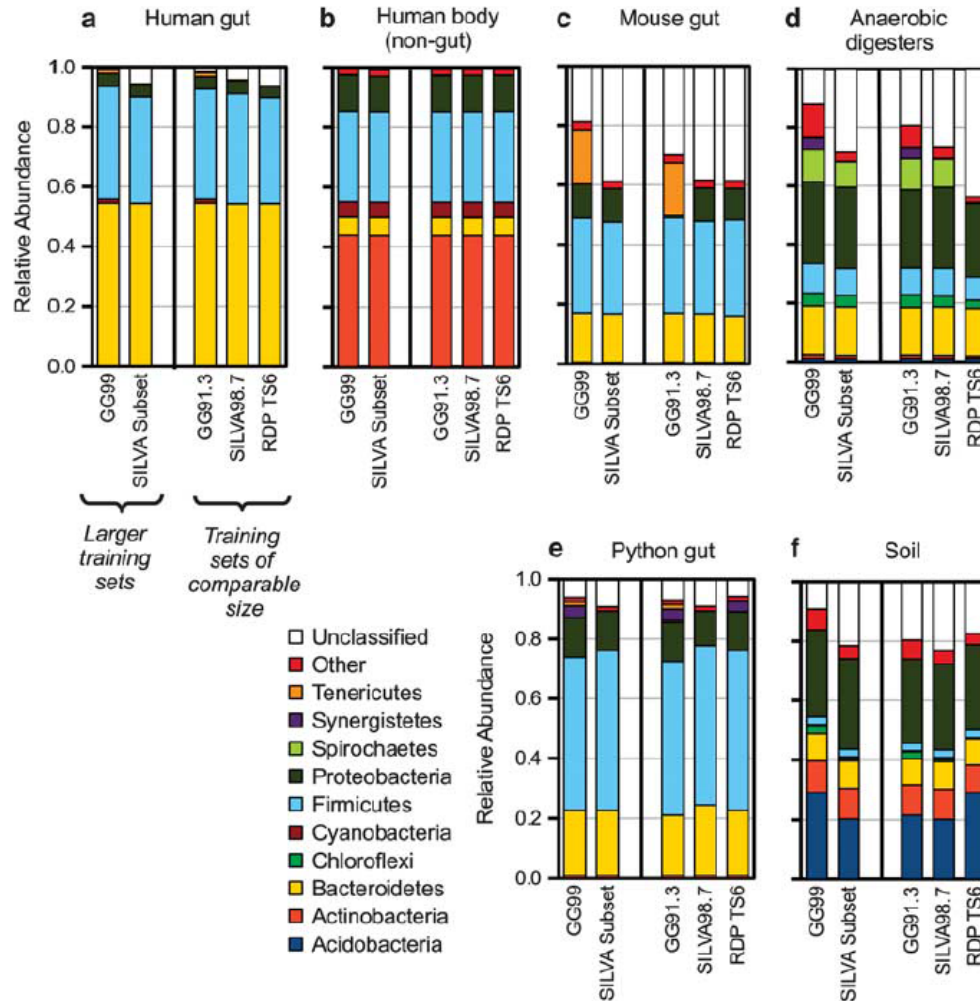 a Human gut
b Human body
(non-gut)
c Mouse gut
d Anaerobic
digesters
Relative Abundance
1.0
0.8
0.6
0.4
0.2
0.0
GG99
SILVA Subset
GG91.3
SILVA98.7
RDP TS6
GG99
SILVA Subset
GG91.3
SILVA98.7
RDP TS6
GG99
SILVA Subset
GG91.3
SILVA98.7
RDP TS6
GG99
SILVA Subset
GG91.3
SILVA98.7
RDP TS6
Larger
training
sets
Training
sets of
comparable
size
Unclassified
Other
Tenericutes
Synergistetes
Spirochaetes
Proteobacteria
Firmicutes
Cyanobacteria
Chloroflexi
Bacteroidetes
Actinobacteria
Acidobacteria
e Python gut
f Soil
Relative Abundance
1.0
0.8
0.6
0.4
0.2
0.0
GG99
SILVA Subset
GG91.3
SILVA98.7
RDP TS6
GG99
SILVA Subset
GG91.3
SILVA98.7
RDP TS6